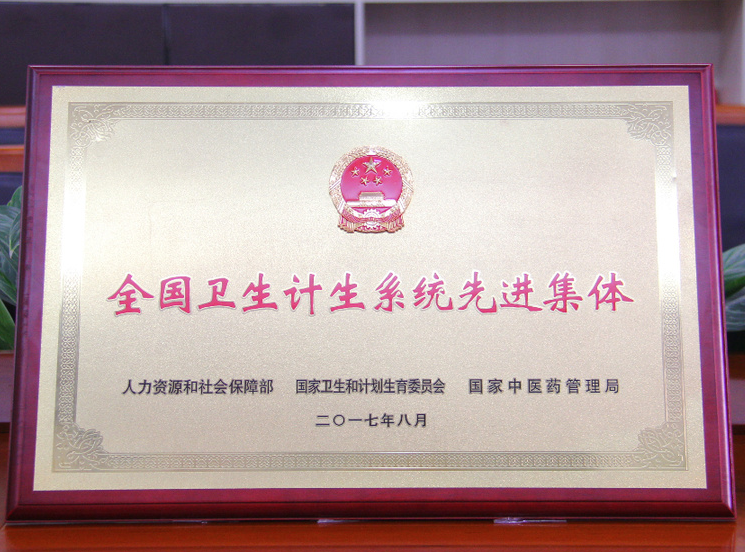 全国卫生计生系统先进集体
人力资源和社会保障部 国家卫生和计划生育委员会 国家中医药管理局
二〇一七年八月